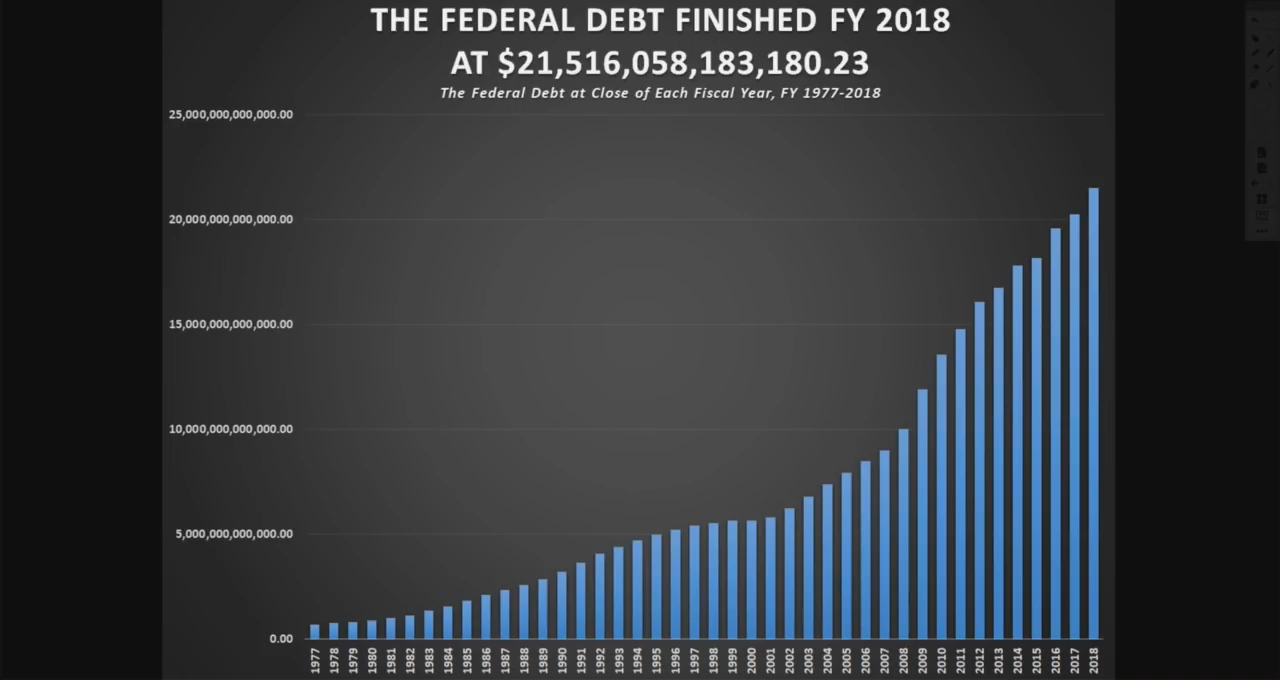 THE FEDERAL DEBT FINISHED FY 2018
AT $21,516,058,183,180.23
The Federal Debt at Close of Each Fiscal Year, FY 1977-2018
25,000,000,000,000.00
20,000,000,000,000.00
15,000,000,000,000.00
10,000,000,000,000.00
5,000,000,000,000.00
0.00
1977 1978 1979 1980 1981 1982 1983 1984 1985 1986 1987 1988 1989 1990 1991 1992 1993 1994 1995 1996 1997 1998 1999 2000 2001 2002 2003 2004 2005 2006 2007 2008 2009 2010 2011 2012 2013 2014 2015 2016 2017 2018